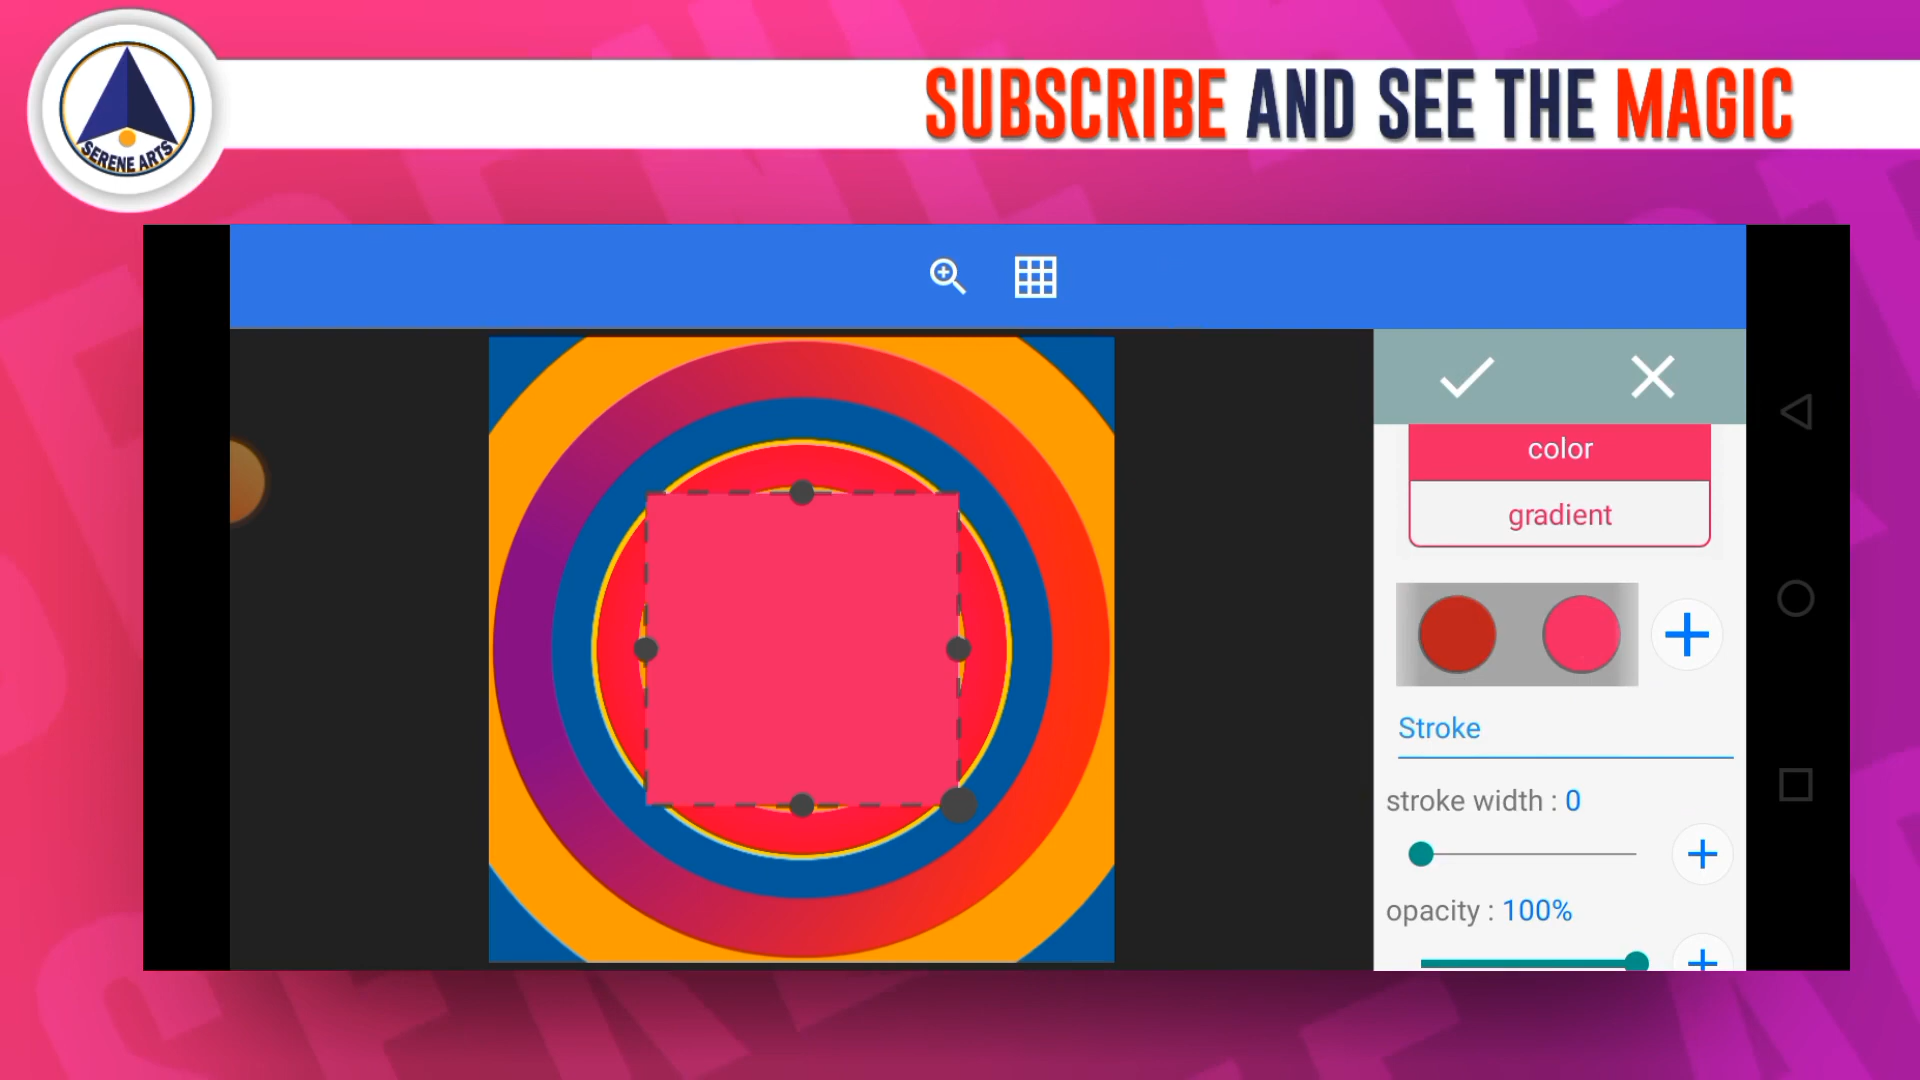 SUBSCRIBE AND SEE THE MAGIC
SERENE ARTS
color
gradient
Stroke
stroke width : 0
opacity : 100%